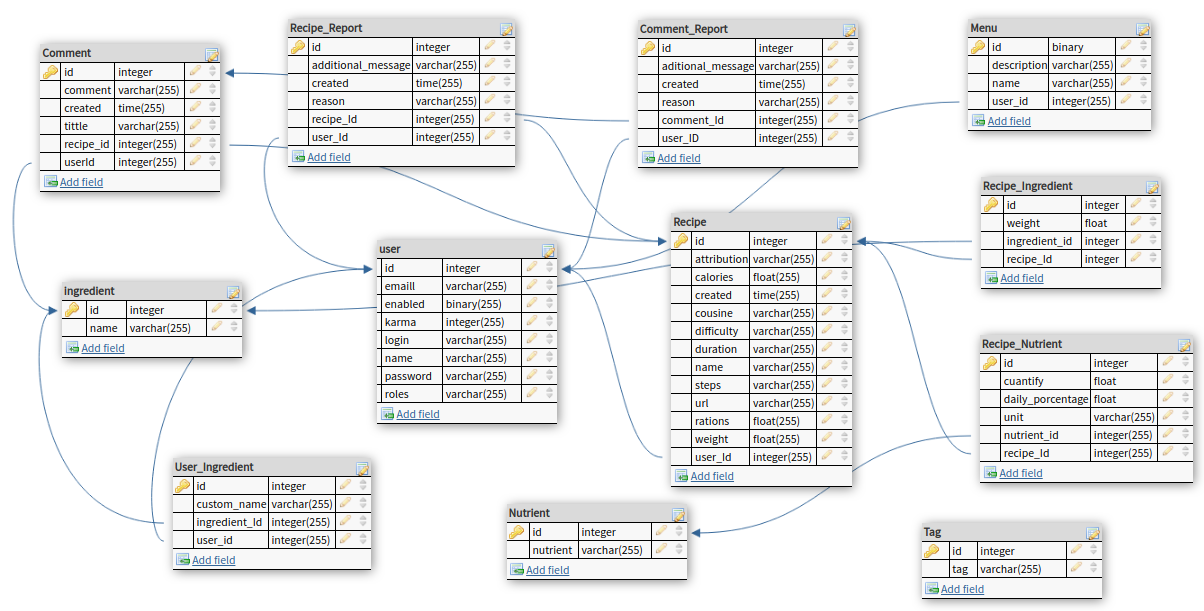 Comment
id integer
comment varchar(255)
created time(255)
tittle varchar(255)
recipe_id integer(255)
userId integer(255)
Add field
Recipe_Report
id integer
additional_message varchar(255)
created time(255)
reason varchar(255)
recipe_Id integer(255)
user_Id integer(255)
Add field
Comment_Report
id integer
aditional_message varchar(255)
created time(255)
reason varchar(255)
comment_Id integer(255)
user_ID integer(255)
Add field
Menu
id binary
description varchar(255)
name varchar(255)
user_id integer(255)
Add field
Recipe_Ingredient
id integer
weight float
ingredient_id integer
recipe_Id integer
Add field
Recipe
id integer
attribution varchar(255)
calories float(255)
created time(255)
cousine varchar(255)
difficulty varchar(255)
duration varchar(255)
name varchar(255)
steps varchar(255)
url varchar(255)
rations float(255)
weight float(255)
user_Id integer(255)
Add field
user
id integer
emaill varchar(255)
enabled binary(255)
karma integer(255)
login varchar(255)
name varchar(255)
password varchar(255)
roles varchar(255)
Add field
ingredient
id integer
name varchar(255)
Add field
Recipe_Nutrient
id integer
cuantify float
daily_porcentage float
unit varchar(255)
nutrient_id integer(255)
recipe_Id integer(255)
Add field
User_Ingredient
id integer
custom_name varchar(255)
ingredient_Id integer(255)
user_id integer(255)
Add field
Nutrient
id integer
nutrient varchar(255)
Add field
Tag
id integer
tag varchar(255)
Add field